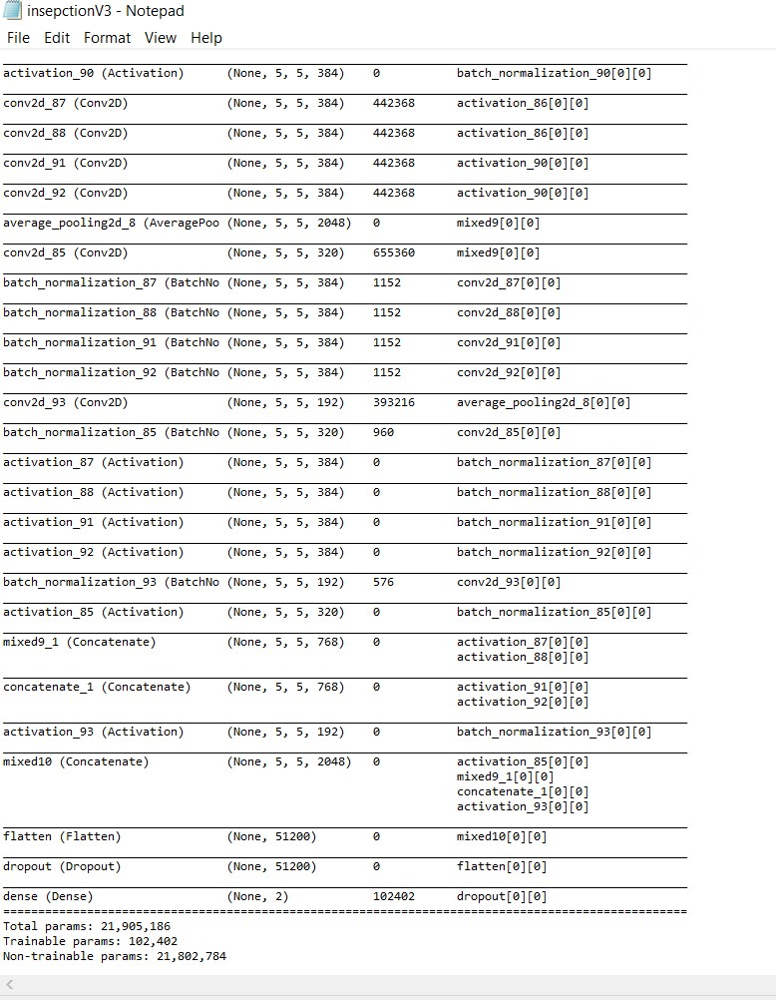 insepctionV3 - Notepad
File Edit Format View Help
activation_90 (Activation) (None, 5, 5, 384) 0 batch_normalization_90[0][0]
conv2d_87 (Conv2D) (None, 5, 5, 384) 442368 activation_86[0][0]
conv2d_88 (Conv2D) (None, 5, 5, 384) 442368 activation_86[0][0]
conv2d_91 (Conv2D) (None, 5, 5, 384) 442368 activation_90[0][0]
conv2d_92 (Conv2D) (None, 5, 5, 384) 442368 activation_90[0][0]
average_pooling2d_8 (AveragePoo (None, 5, 5, 2048) 0 mixed9[0][0]
conv2d_85 (Conv2D) (None, 5, 5, 320) 655360 mixed9[0][0]
batch_normalization_87 (BatchNo (None, 5, 5, 384) 1152 conv2d_87[0][0]
batch_normalization_88 (BatchNo (None, 5, 5, 384) 1152 conv2d_88[0][0]
batch_normalization_91 (BatchNo (None, 5, 5, 384) 1152 conv2d_91[0][0]
batch_normalization_92 (BatchNo (None, 5, 5, 384) 1152 conv2d_92[0][0]
conv2d_93 (Conv2D) (None, 5, 5, 192) 393216 average_pooling2d_8[0][0]
batch_normalization_85 (BatchNo (None, 5, 5, 320) 960 conv2d_85[0][0]
activation_87 (Activation) (None, 5, 5, 384) 0 batch_normalization_87[0][0]
activation_88 (Activation) (None, 5, 5, 384) 0 batch_normalization_88[0][0]
activation_91 (Activation) (None, 5, 5, 384) 0 batch_normalization_91[0][0]
activation_92 (Activation) (None, 5, 5, 384) 0 batch_normalization_92[0][0]
batch_normalization_93 (BatchNo (None, 5, 5, 192) 576 conv2d_93[0][0]
activation_85 (Activation) (None, 5, 5, 320) 0 batch_normalization_85[0][0]
mixed9_1 (Concatenate) (None, 5, 5, 768) 0 activation_87[0][0]
activation_88[0][0]
concatenate_1 (Concatenate) (None, 5, 5, 768) 0 activation_91[0][0]
activation_92[0][0]
activation_93 (Activation) (None, 5, 5, 192) 0 batch_normalization_93[0][0]
mixed10 (Concatenate) (None, 5, 5, 2048) 0 activation_85[0][0]
mixed9_1[0][0]
concatenate_1[0][0]
activation_93[0][0]
flatten (Flatten) (None, 51200) 0 mixed10[0][0]
dropout (Dropout) (None, 51200) 0 flatten[0][0]
dense (Dense) (None, 2) 102402 dropout[0][0]
==================================================================================================
Total params: 21,905,186
Trainable params: 102,402
Non-trainable params: 21,802,784